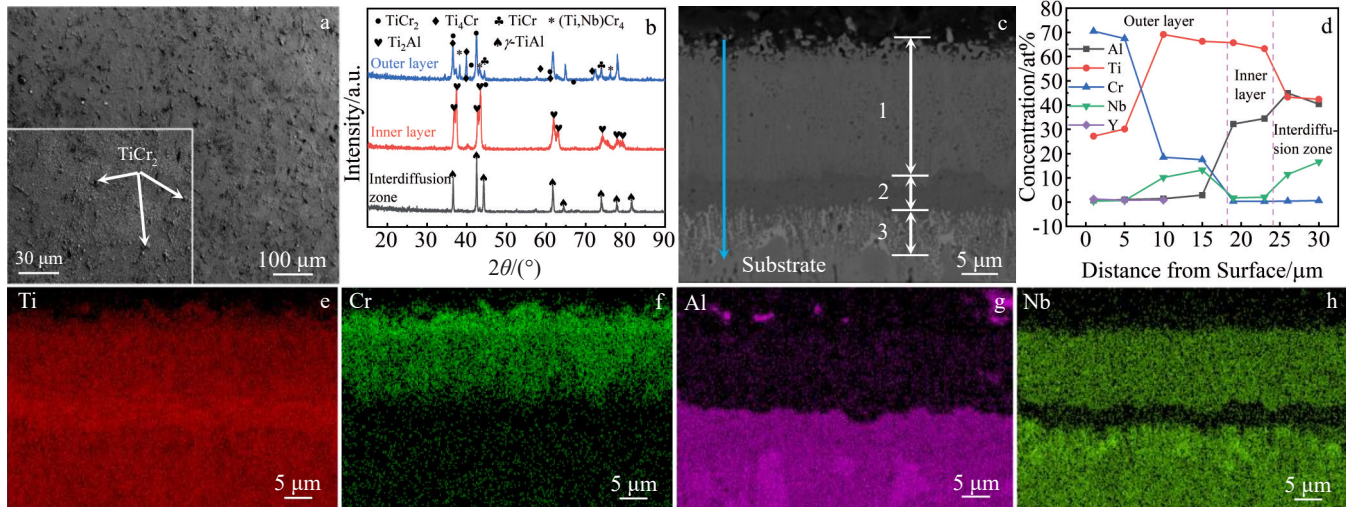 a
TiCr2
30 μm
100 μm
b
● TiCr2 ♦ Ti4Cr ♣ TiCr * (Ti,Nb)Cr4
♥ Ti2Al ♠ γ-TiAl
Outer layer
Inner layer
Interdiffusion
zone
Intensity/a.u.
20 30 40 50 60 70 80 90
2θ/(°)
c
1
2
3
Substrate
5 μm
d
Outer layer
Al
Ti
Cr
Nb
Y
Inner
layer
Interdiffu-
sion zone
Concentration/at%
90
80
70
60
50
40
30
20
10
0
-10
0 5 10 15 20 25 30
Distance from Surface/μm
Ti
e
5 μm
Cr
f
5 μm
Al
g
5 μm
Nb
h
5 μm